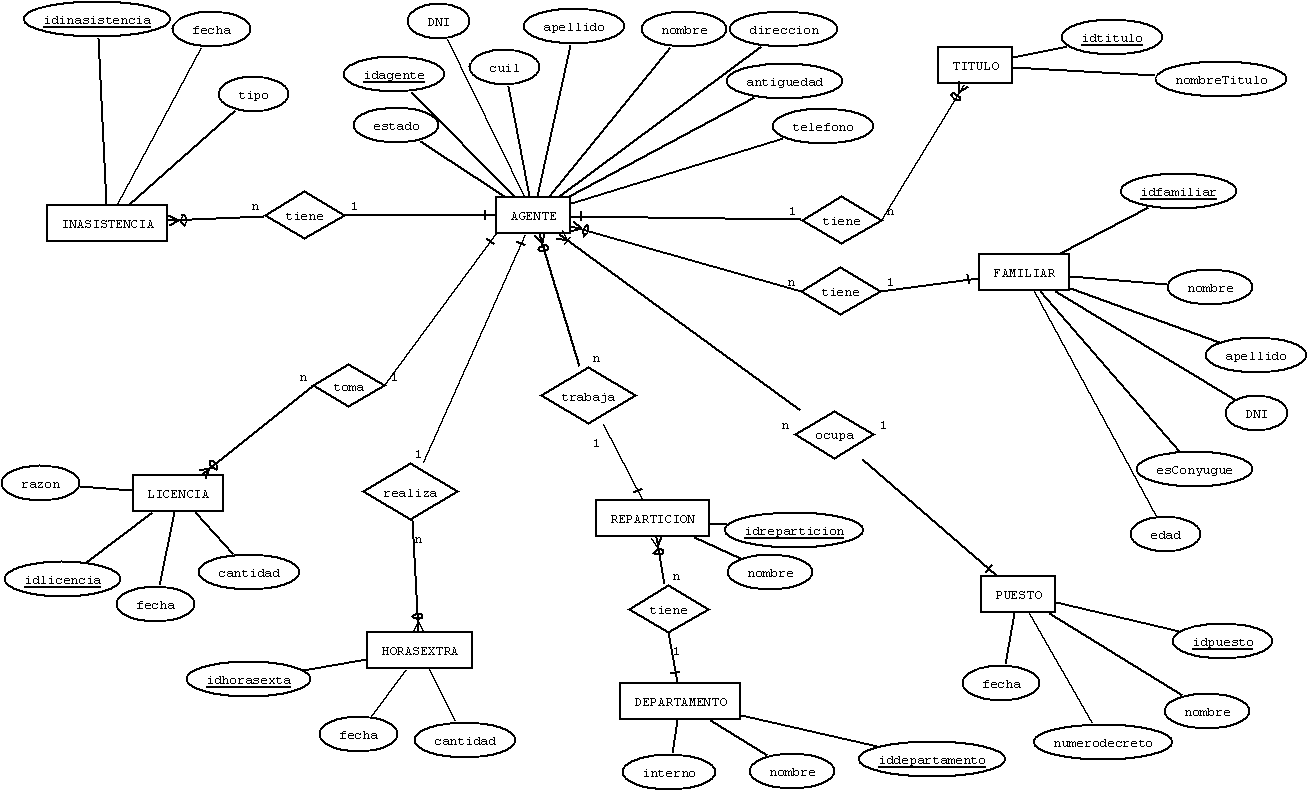 idinasistencia
fecha
tipo
DNI
apellido
nombre
direccion
idagente
cuil
antiguedad
estado
telefono
idtitulo
TITULO
nombreTitulo
INASISTENCIA
n
tiene
1
AGENTE
1
tiene
n
idfamiliar
FAMILIAR
n
tiene
1
nombre
apellido
DNI
esConyugue
edad
n
toma
1
n
trabaja
1
n
ocupa
1
1
realiza
n
razon
LICENCIA
idlicencia
fecha
cantidad
REPARTICION
idreparticion
nombre
n
tiene
1
PUESTO
idpuesto
fecha
nombre
numerodecreto
HORASEXTRA
idhorasexta
fecha
cantidad
DEPARTAMENTO
interno
nombre
iddepartamento